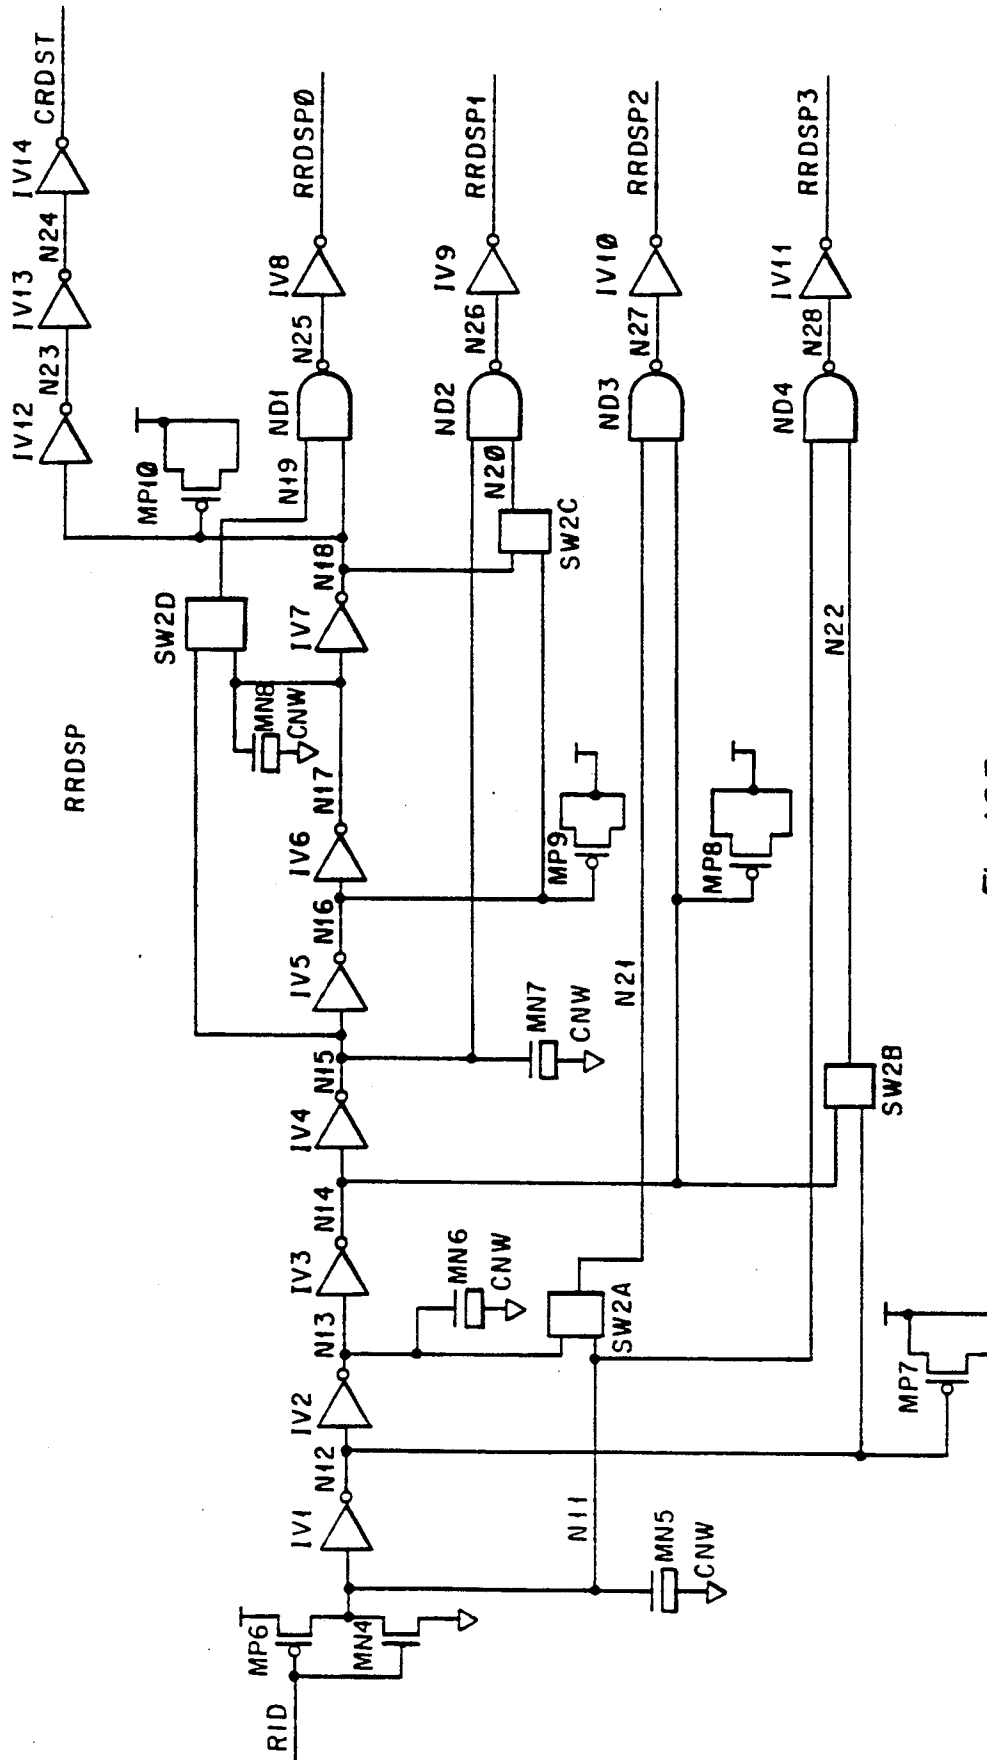 IV14
CRDST
N24
IV13
N23
IV12
MP10
RRDSP0
IV8
N25
ND1
N19
N18
IV7
SW2D
MN8
CNW
RRDSP
N17
IV6
N16
IV5
N15
IV4
N14
IV3
N13
IV2
N12
IV1
MP6
MN4
RID
RRDSP1
IV9
N26
ND2
N20
SW2C
MP9
MN7
CNW
MN6
CNW
SW2A
N11
MN5
CNW
RRDSP2
IV10
N27
ND3
MP8
N21
RRDSP3
IV11
N28
ND4
N22
SW2B
MP7